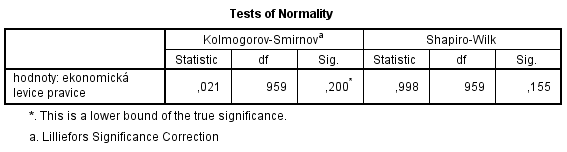 Tests of Normality
Kolmogorov-Smirnovᵃ Shapiro-Wilk
Statistic df Sig. Statistic df Sig.
hodnoty: ekonomická levice pravice ,021 959 ,200* ,998 959 ,155
*. This is a lower bound of the true significance.
a. Lilliefors Significance Correction